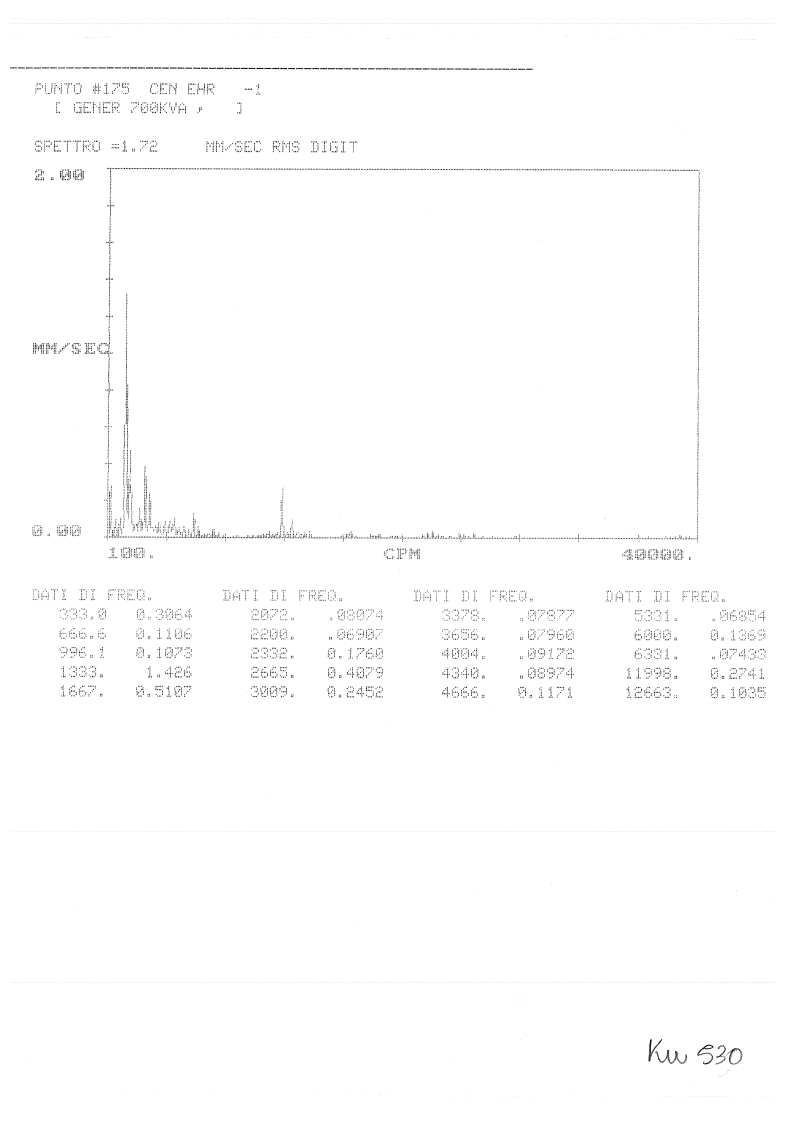 PUNTO #175 CEN EHR -1
[ GENER 700KVA , ]
SPETTRO =1.72 MM/SEC RMS DIGIT
2.00
MM/SEC
0.00
100. CPM 40000.
DATI DI FREQ. DATI DI FREQ. DATI DI FREQ. DATI DI FREQ.
333.0 0.3064 2072. .08074 3378. .07877 5331. .06854
666.6 0.1106 2200. .06907 3656. .07960 6000. 0.1369
996.1 0.1073 2332. 0.1760 4004. .09172 6331. .07433
1333. 1.426 2665. 0.4079 4340. .08974 11998. 0.2741
1667. 0.5107 3009. 0.2452 4666. 0.1171 12663. 0.1035
Kw 530